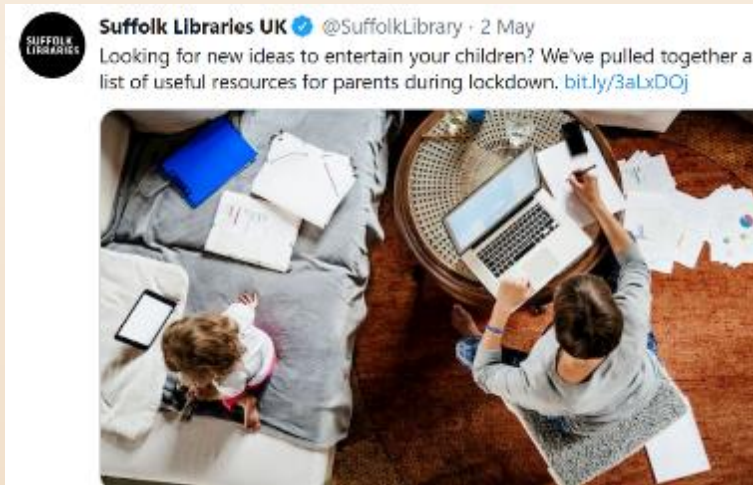 SUFFOLK
LIBRARIES
Suffolk Libraries UK @SuffolkLibrary · 2 May
Looking for new ideas to entertain your children? We've pulled together a
list of useful resources for parents during lockdown. bit.ly/3aLxDOj